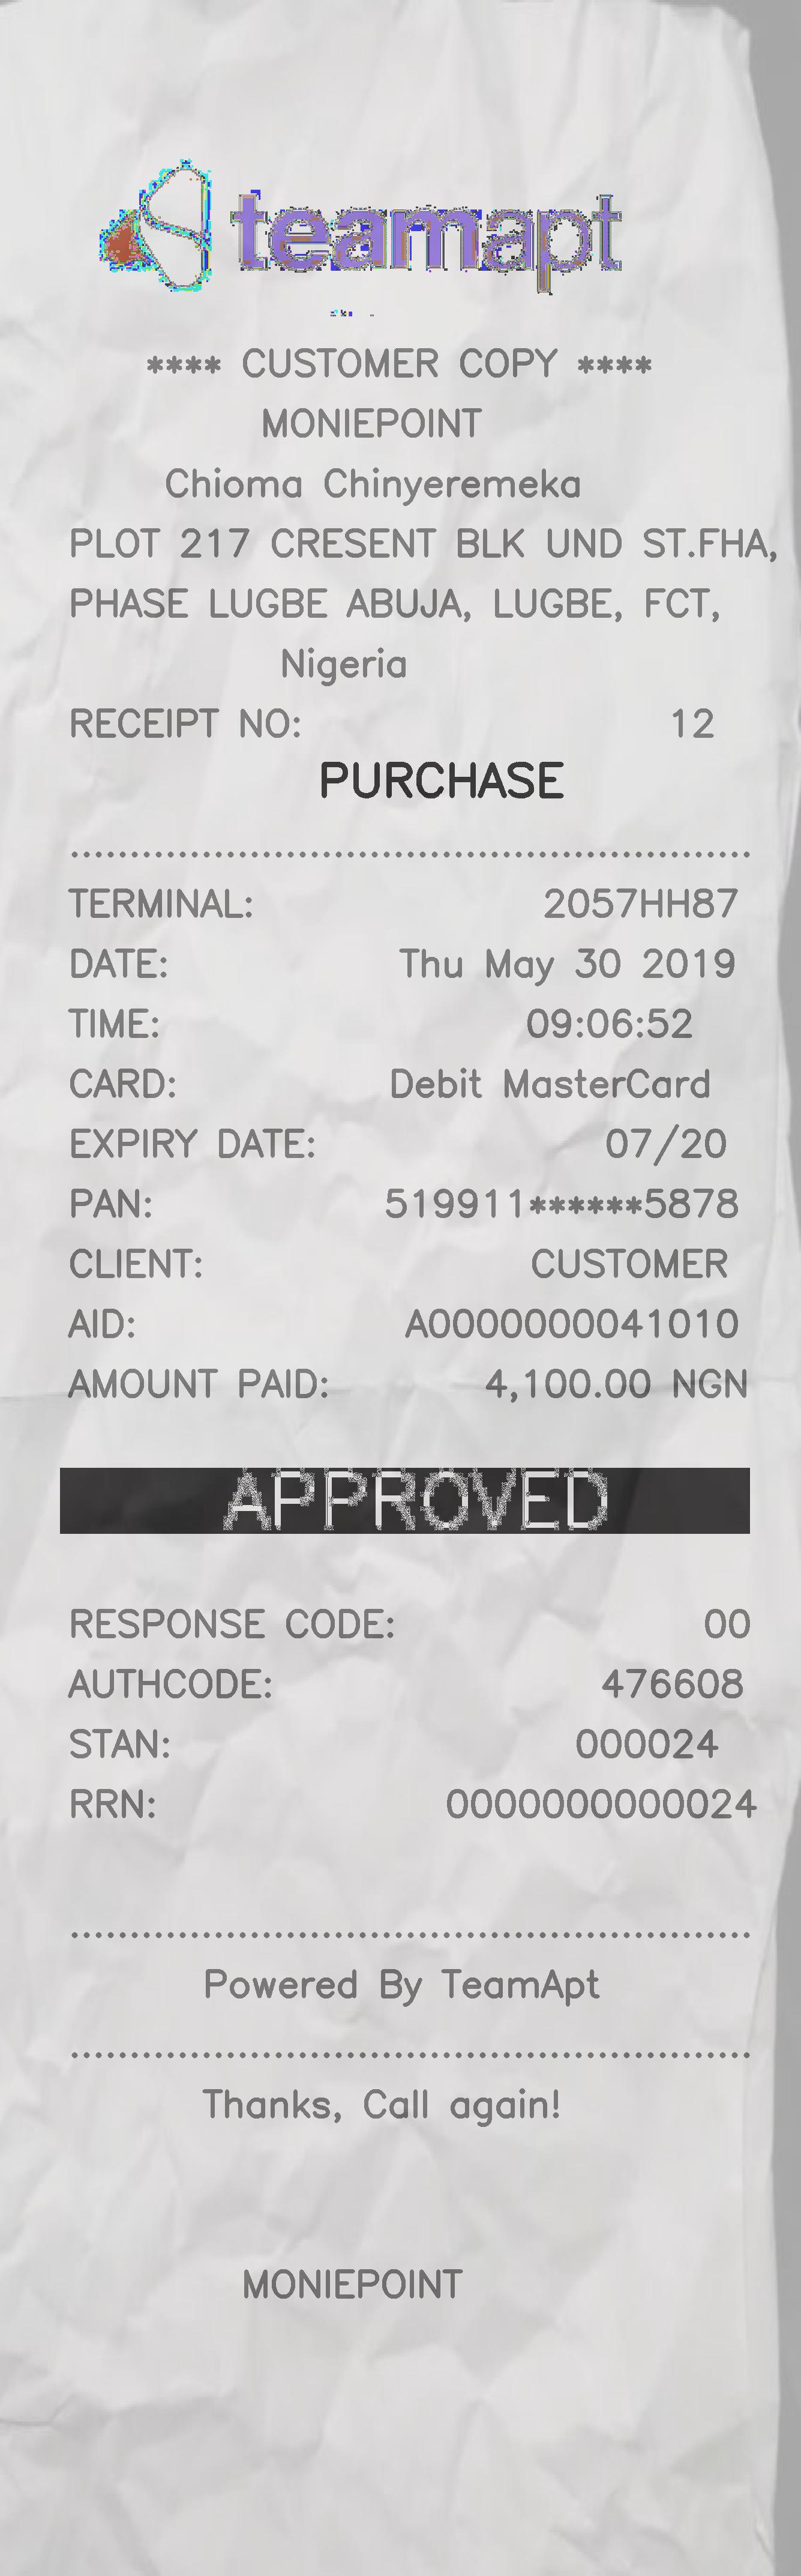 teamapt
**** CUSTOMER COPY ****
MONIEPOINT
Chioma Chinyeremeka
PLOT 217 CRESENT BLK UND ST.FHA,
PHASE LUGBE ABUJA, LUGBE, FCT,
Nigeria
RECEIPT NO: 12
PURCHASE
TERMINAL: 2057HH87
DATE: Thu May 30 2019
TIME: 09:06:52
CARD: Debit MasterCard
EXPIRY DATE: 07/20
PAN: 519911******5878
CLIENT: CUSTOMER
AID: A0000000041010
AMOUNT PAID: 4,100.00 NGN
APPROVED
RESPONSE CODE: 00
AUTHCODE: 476608
STAN: 000024
RRN: 0000000000024
Powered By TeamApt
Thanks, Call again!
MONIEPOINT